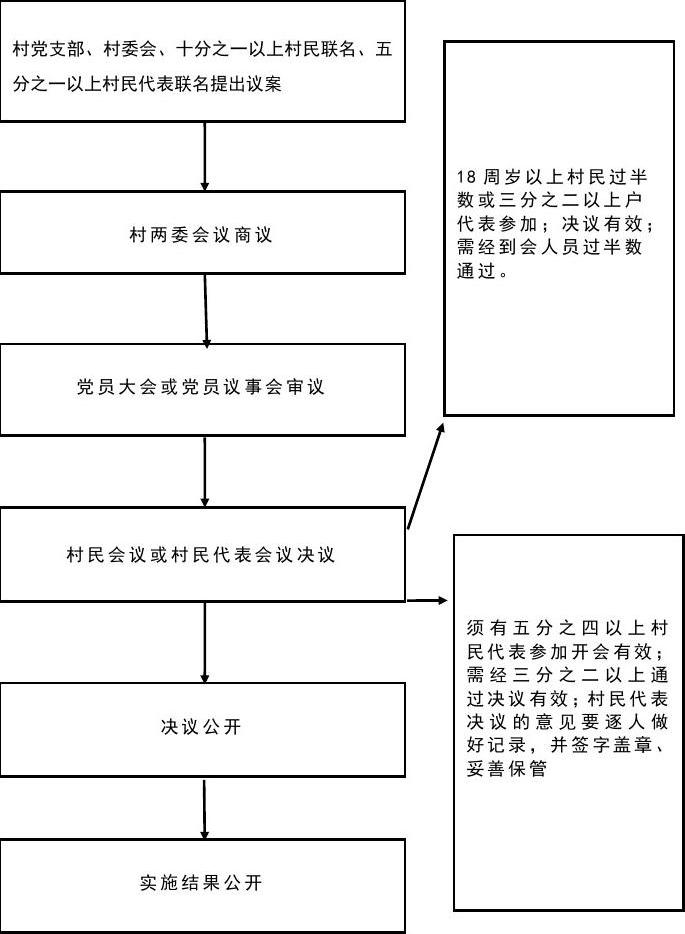 村党支部、村委会、十分之一以上村民联名、五
分之一以上村民代表联名提出议案
村两委会议商议
党员大会或党员议事会审议
村民会议或村民代表会议决议
决议公开
实施结果公开
18 周岁以上村民过半
数或三分之二以上户
代表参加；决议有效；
需经到会人员过半数
通过。
须有五分之四以上村
民代表参加开会有效；
需经三分之二以上通
过决议有效；村民代表
决议的意见要逐人做
好记录，并签字盖章、
妥善保管